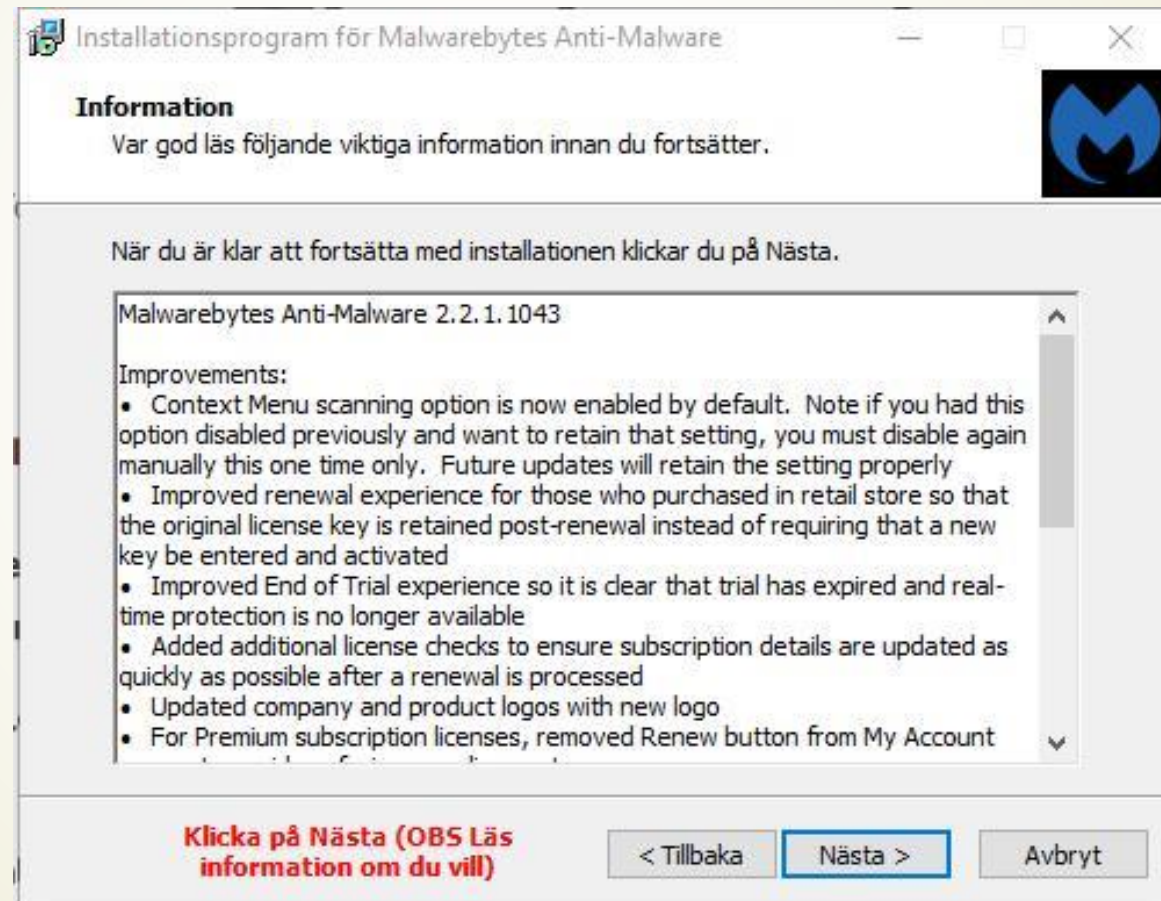 Installationsprogram för Malwarebytes Anti-Malware
Information
Var god läs följande viktiga information innan du fortsätter.
När du är klar att fortsätta med installationen klickar du på Nästa.
Malwarebytes Anti-Malware 2.2.1.1043
Improvements:
• Context Menu scanning option is now enabled by default.  Note if you had this
option disabled previously and want to retain that setting, you must disable again
manually this one time only.  Future updates will retain the setting properly
• Improved renewal experience for those who purchased in retail store so that
the original license key is retained post-renewal instead of requiring that a new
key be entered and activated
• Improved End of Trial experience so it is clear that trial has expired and real-
time protection is no longer available
• Added additional license checks to ensure subscription details are updated as
quickly as possible after a renewal is processed
• Updated company and product logos with new logo
• For Premium subscription licenses, removed Renew button from My Account
Klicka på Nästa (OBS Läs
information om du vill)
< Tillbaka
Nästa >
Avbryt